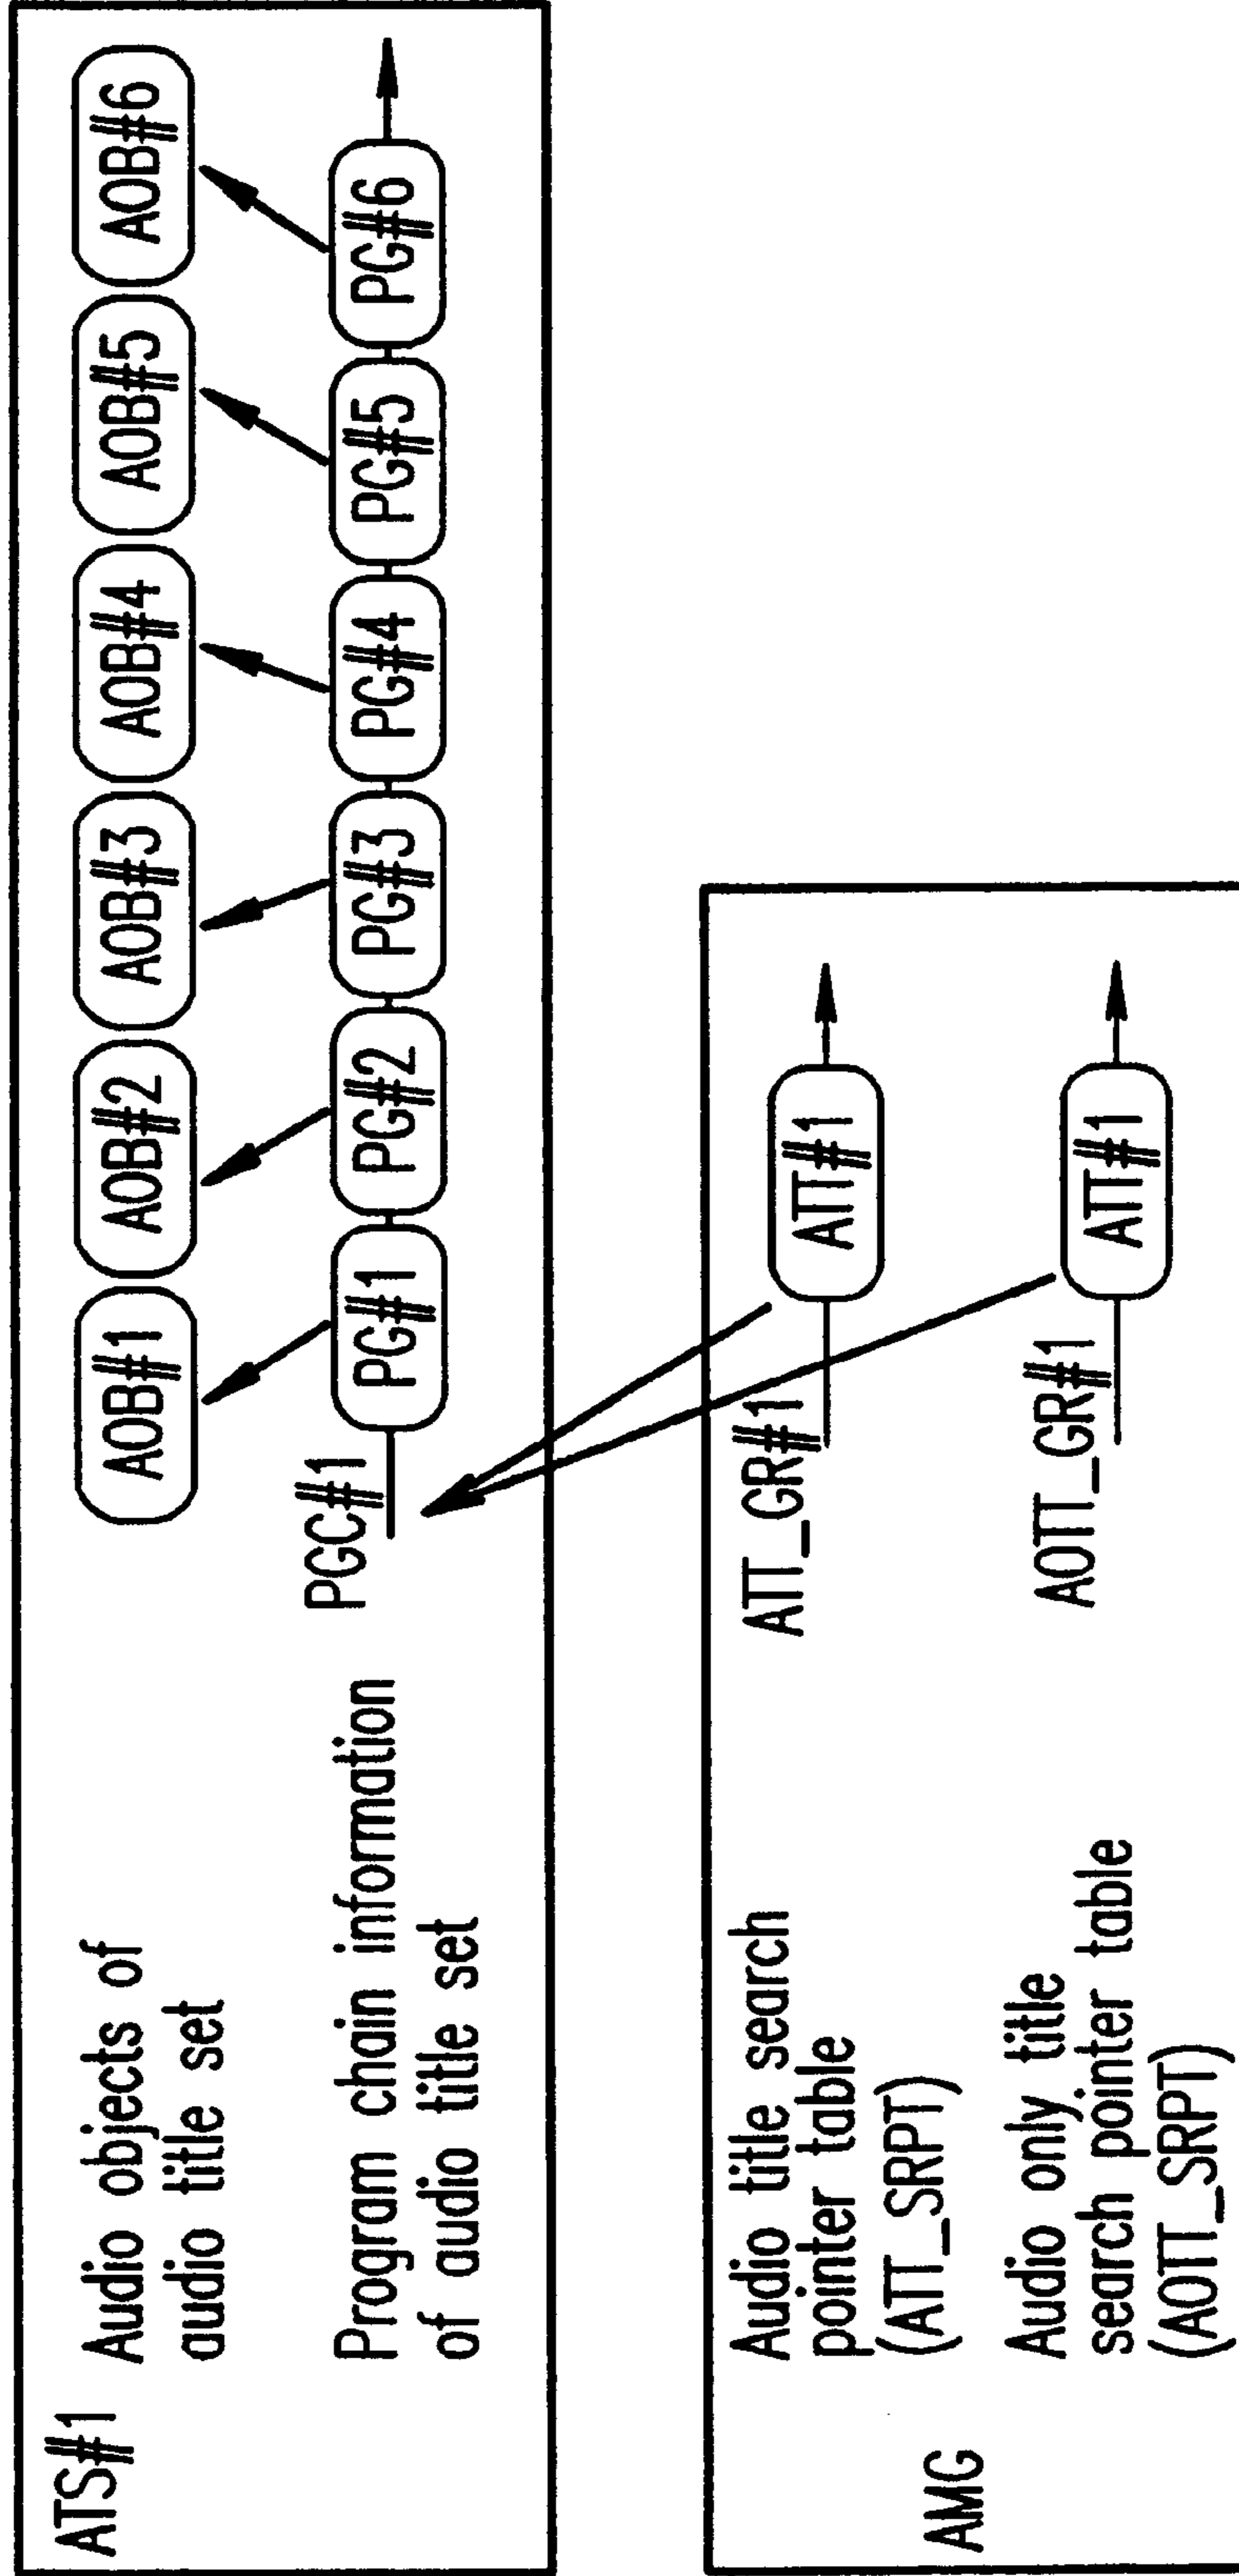 ATS#1
Audio objects of
audio title set
AOB#1 AOB#2 AOB#3 AOB#4 AOB#5 AOB#6
Program chain information
of audio title set
PGC#1
PG#1 PG#2 PG#3 PG#4 PG#5 PG#6
AMG
Audio title search
pointer table
(ATT_SRPT)
ATT_GR#1
ATT#1
Audio only title
search pointer table
(AOTT_SRPT)
AOTT_GR#1
ATT#1